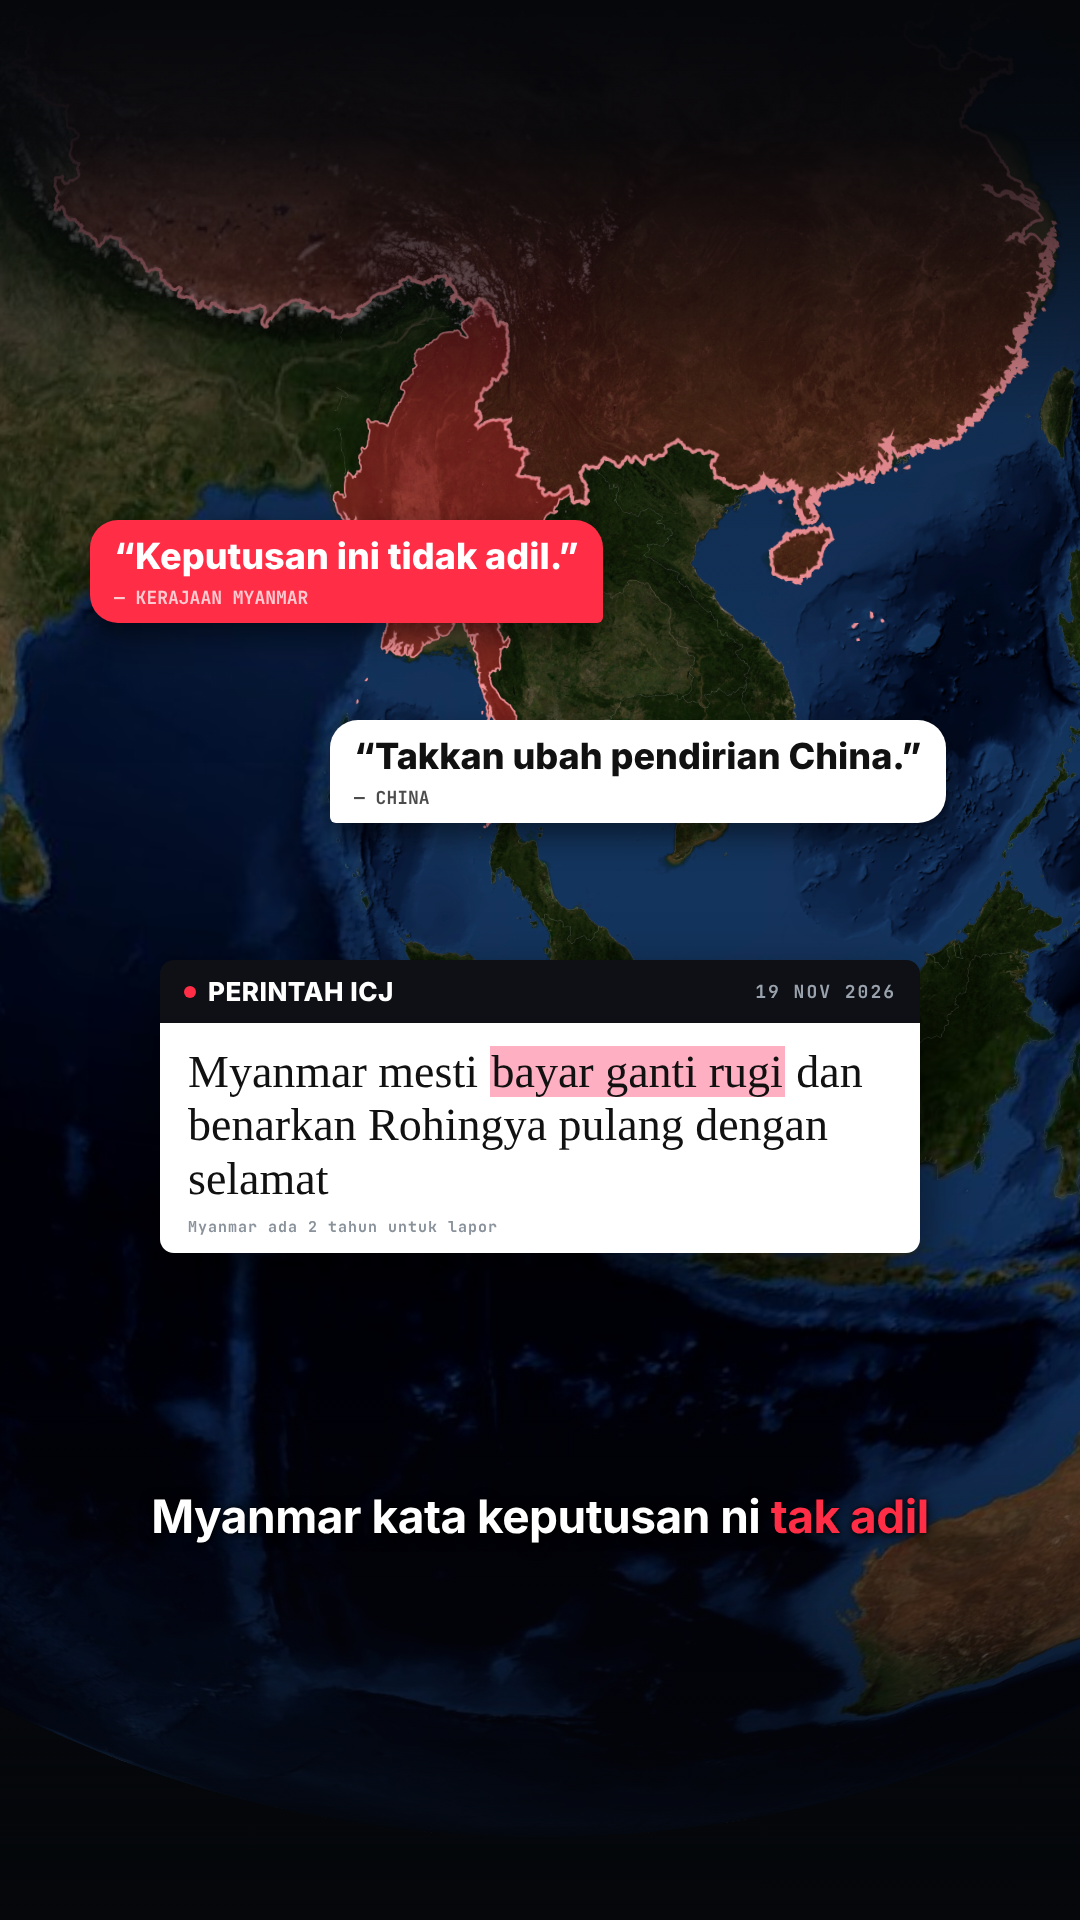 “Keputusan ini tidak adil.”
— KERAJAAN MYANMAR
“Takkan ubah pendirian China.”
— CHINA
PERINTAH ICJ
19 NOV 2026
Myanmar mesti bayar ganti rugi dan
benarkan Rohingya pulang dengan
selamat
Myanmar ada 2 tahun untuk lapor
Myanmar kata keputusan ni tak adil